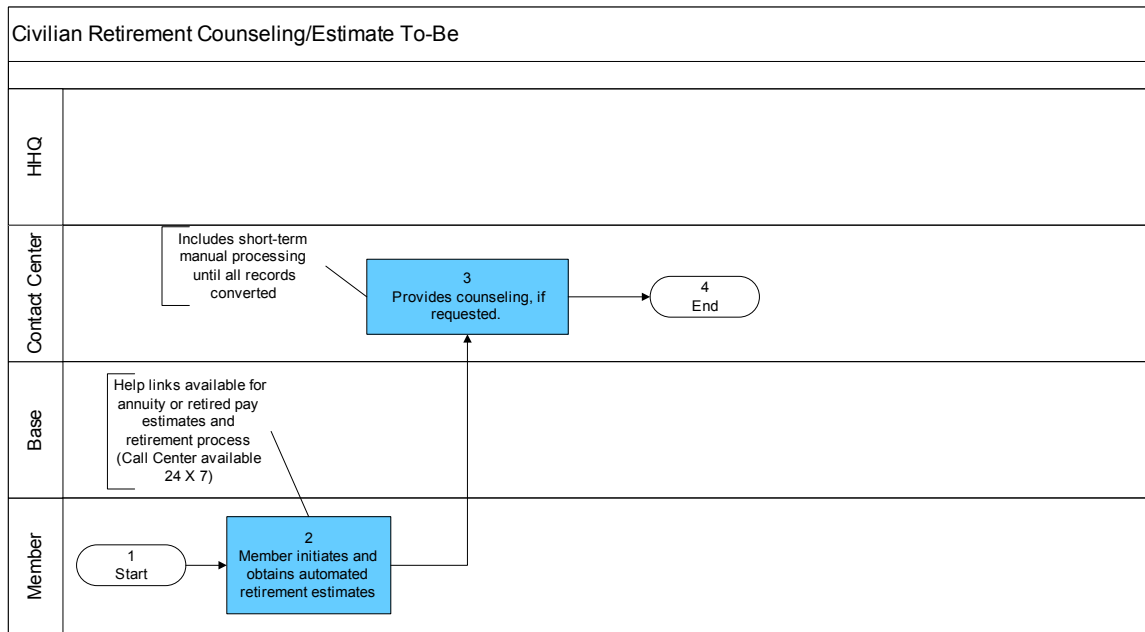 Civilian Retirement Counseling/Estimate To-Be
HHQ
Contact Center
Includes short-term
manual processing
until all records
converted
3
Provides counseling, if
requested.
4
End
Base
Help links available for
annuity or retired pay
estimates and
retirement process
(Call Center available
24 X 7)
Member
1
Start
2
Member initiates and
obtains automated
retirement estimates